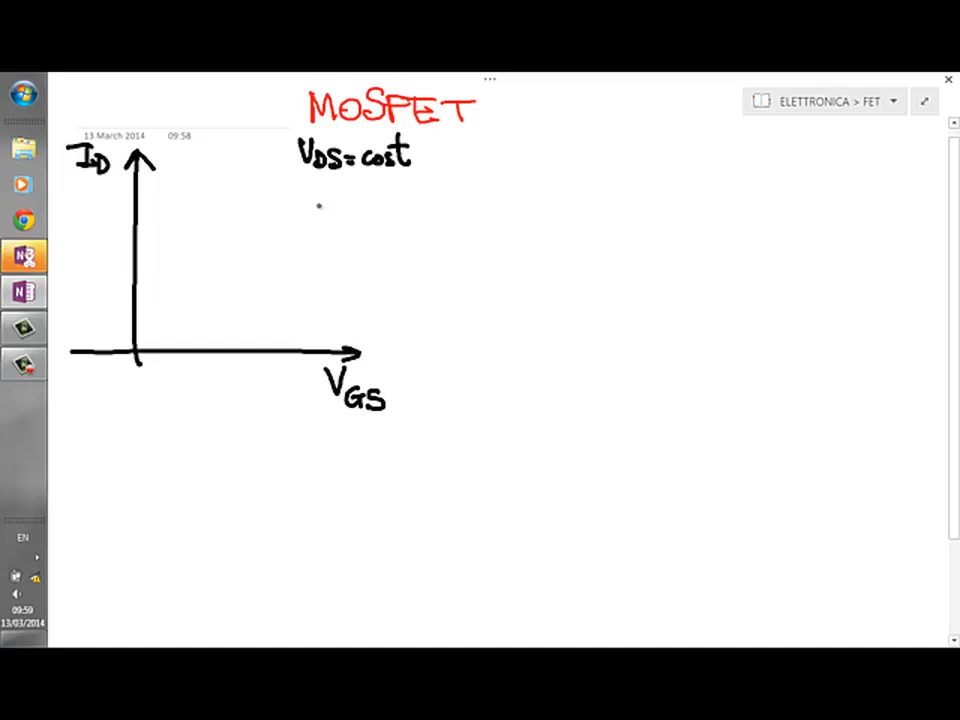 MOSFET
ELETTRONICA > FET
13 March 2014 09:58
ID
VDS = cost
VGS
EN
09:59
13/03/2014